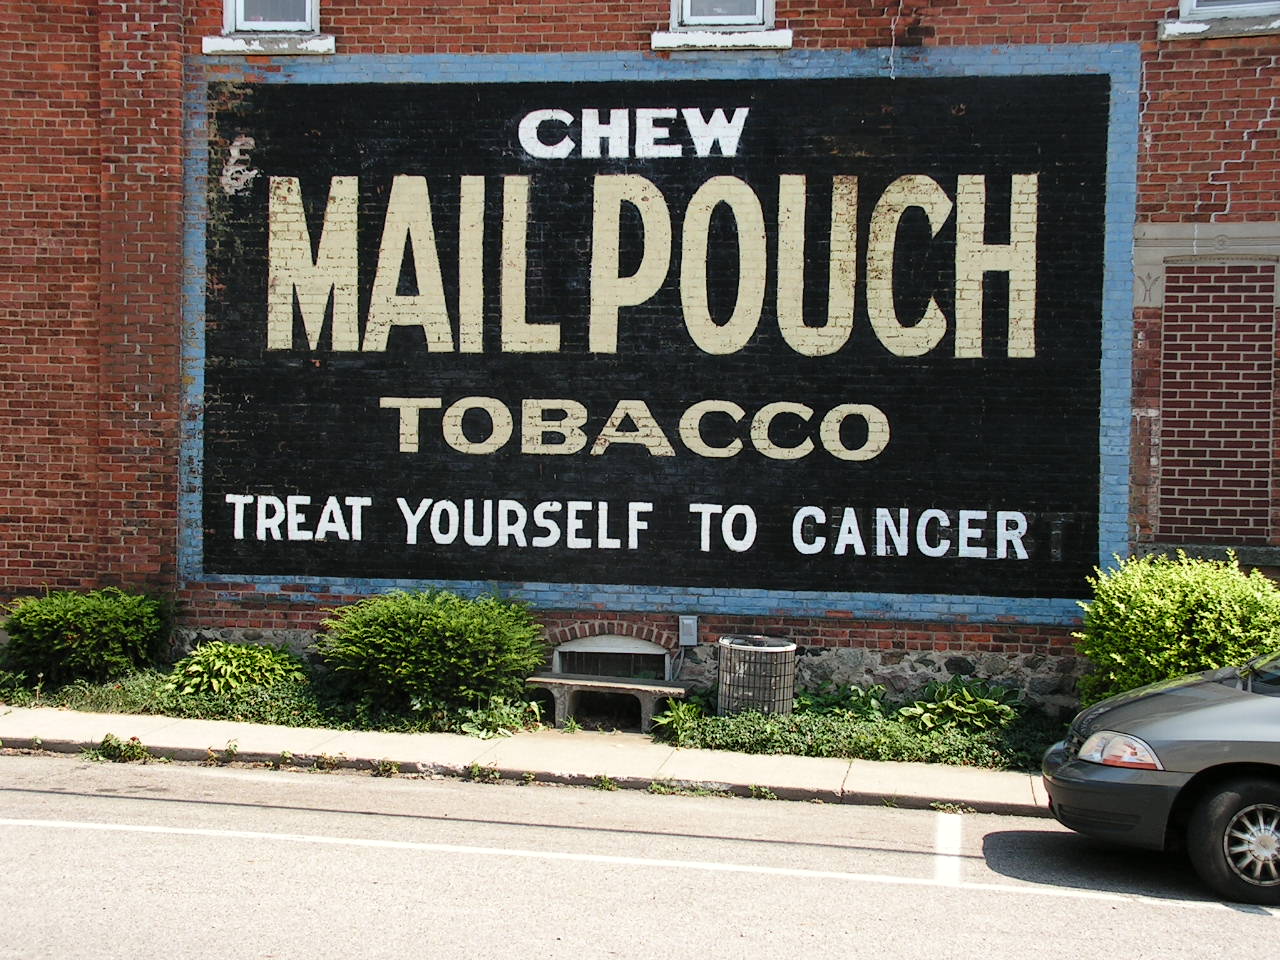 CHEW
MAIL POUCH
TOBACCO
TREAT YOURSELF TO CANCER